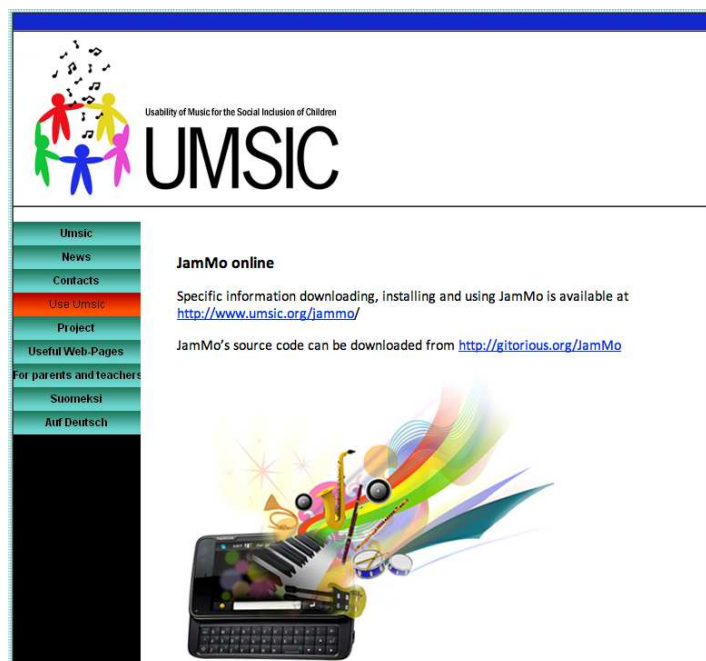 Usability of Music for the Social Inclusion of Children
UMSIC
Umsic
News
Contacts
Use Umsic
Project
Useful Web-Pages
For parents and teachers
Suomeksi
Auf Deutsch
JamMo online
Specific information downloading, installing and using JamMo is available at
http://www.umsic.org/jammo/
JamMo's source code can be downloaded from http://gitorious.org/JamMo